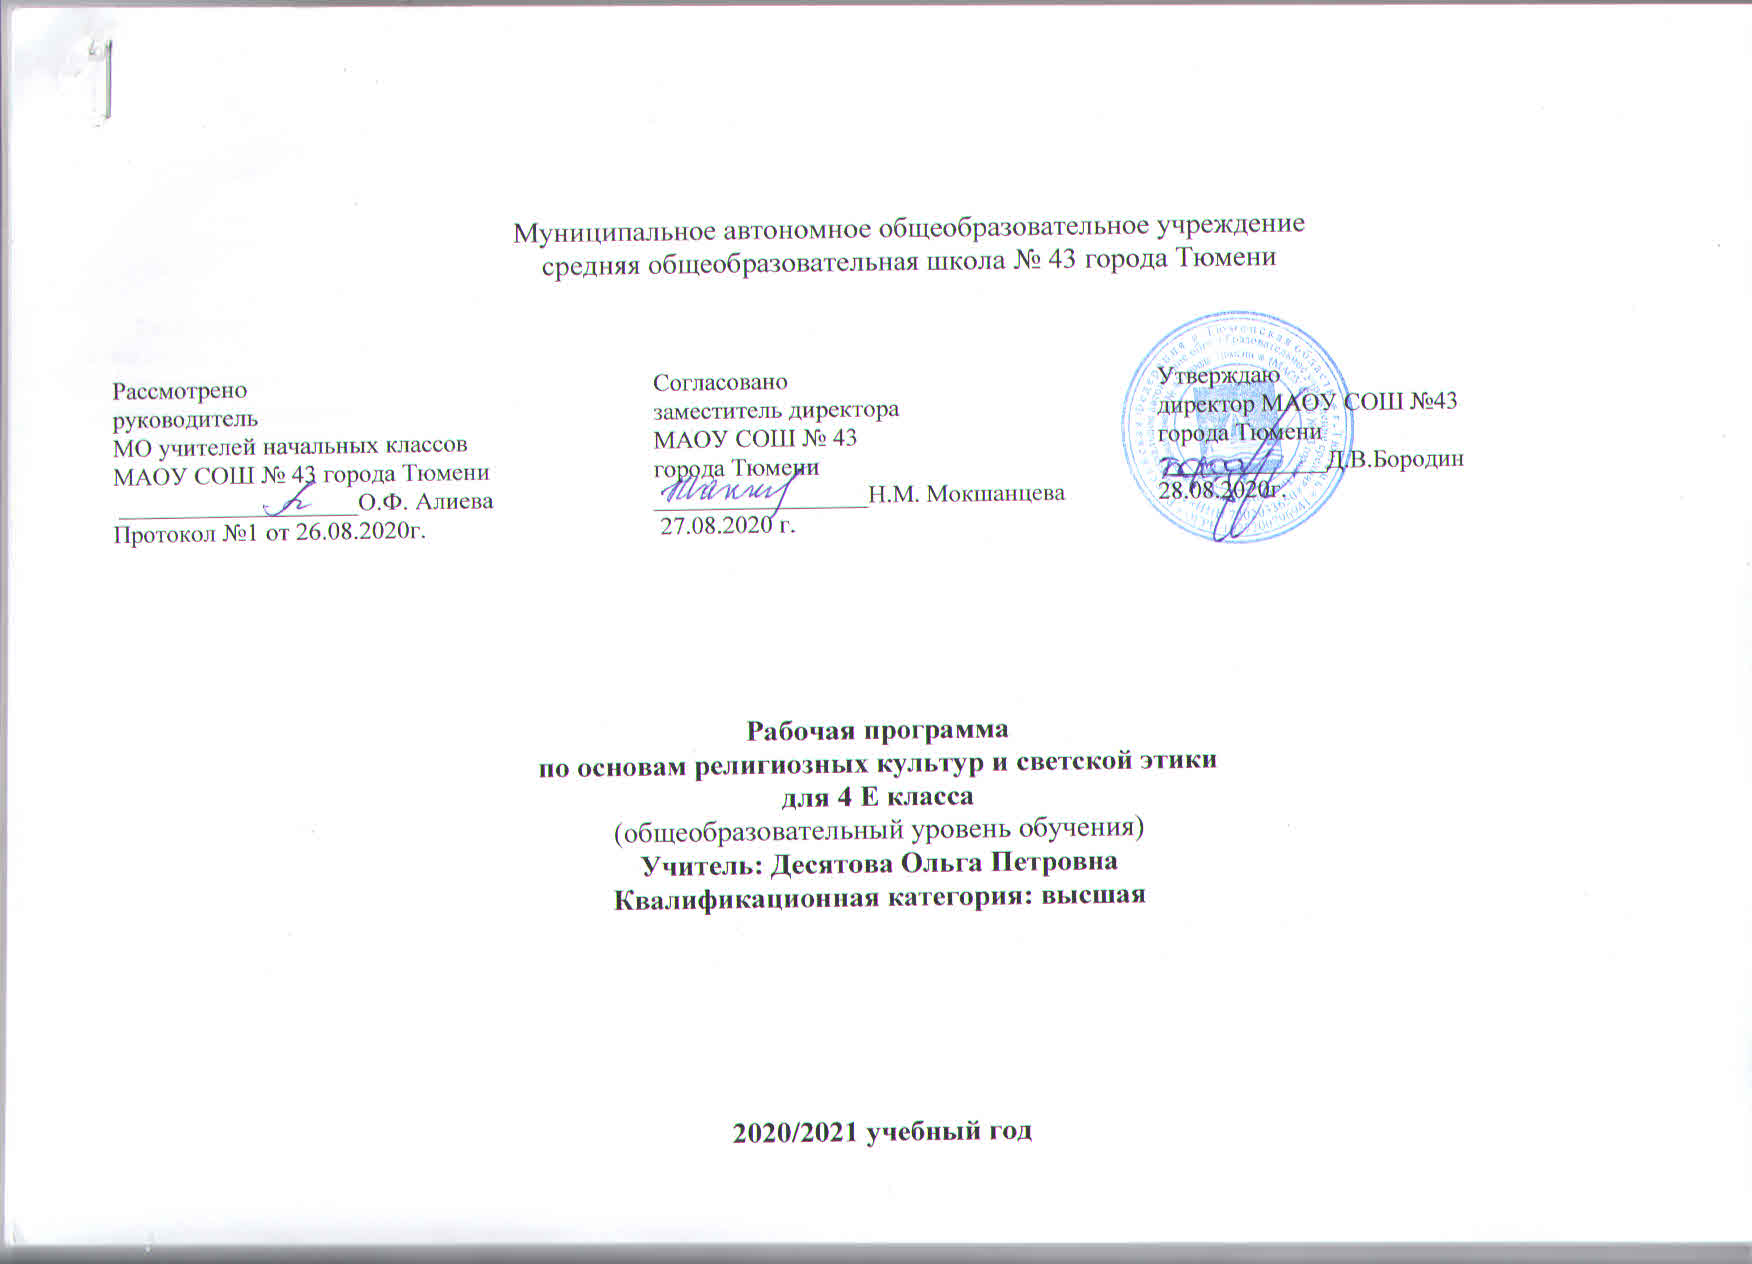 Муниципальное автономное общеобразовательное учреждение
средняя общеобразовательная школа № 43 города Тюмени
Рассмотрено
руководитель
МО учителей начальных классов
МАОУ СОШ № 43 города Тюмени
О.Ф. Алиева
Протокол №1 от 26.08.2020г.
Согласовано
заместитель директора
МАОУ СОШ № 43
города Тюмени
Н.М. Мокшанцева
27.08.2020 г.
Утверждаю
директор МАОУ СОШ №43
города Тюмени
Д.В.Бородин
28.08.2020г.
Рабочая программа
по основам религиозных культур и светской этики
для 4 Е класса
(общеобразовательный уровень обучения)
Учитель: Десятова Ольга Петровна
Квалификационная категория: высшая
2020/2021 учебный год